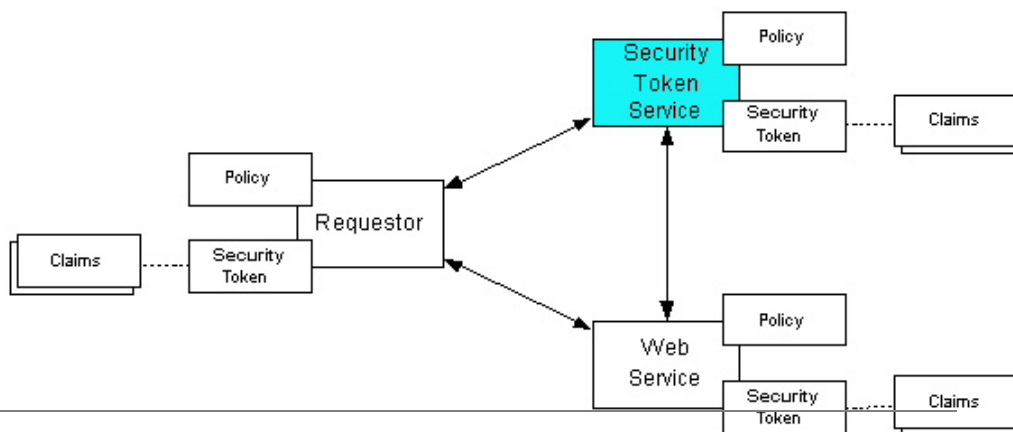 Policy
Security
Token
Service
Security
Token
Claims
Policy
Requestor
Claims
Security
Token
Policy
Web
Service
Security
Token
Claims